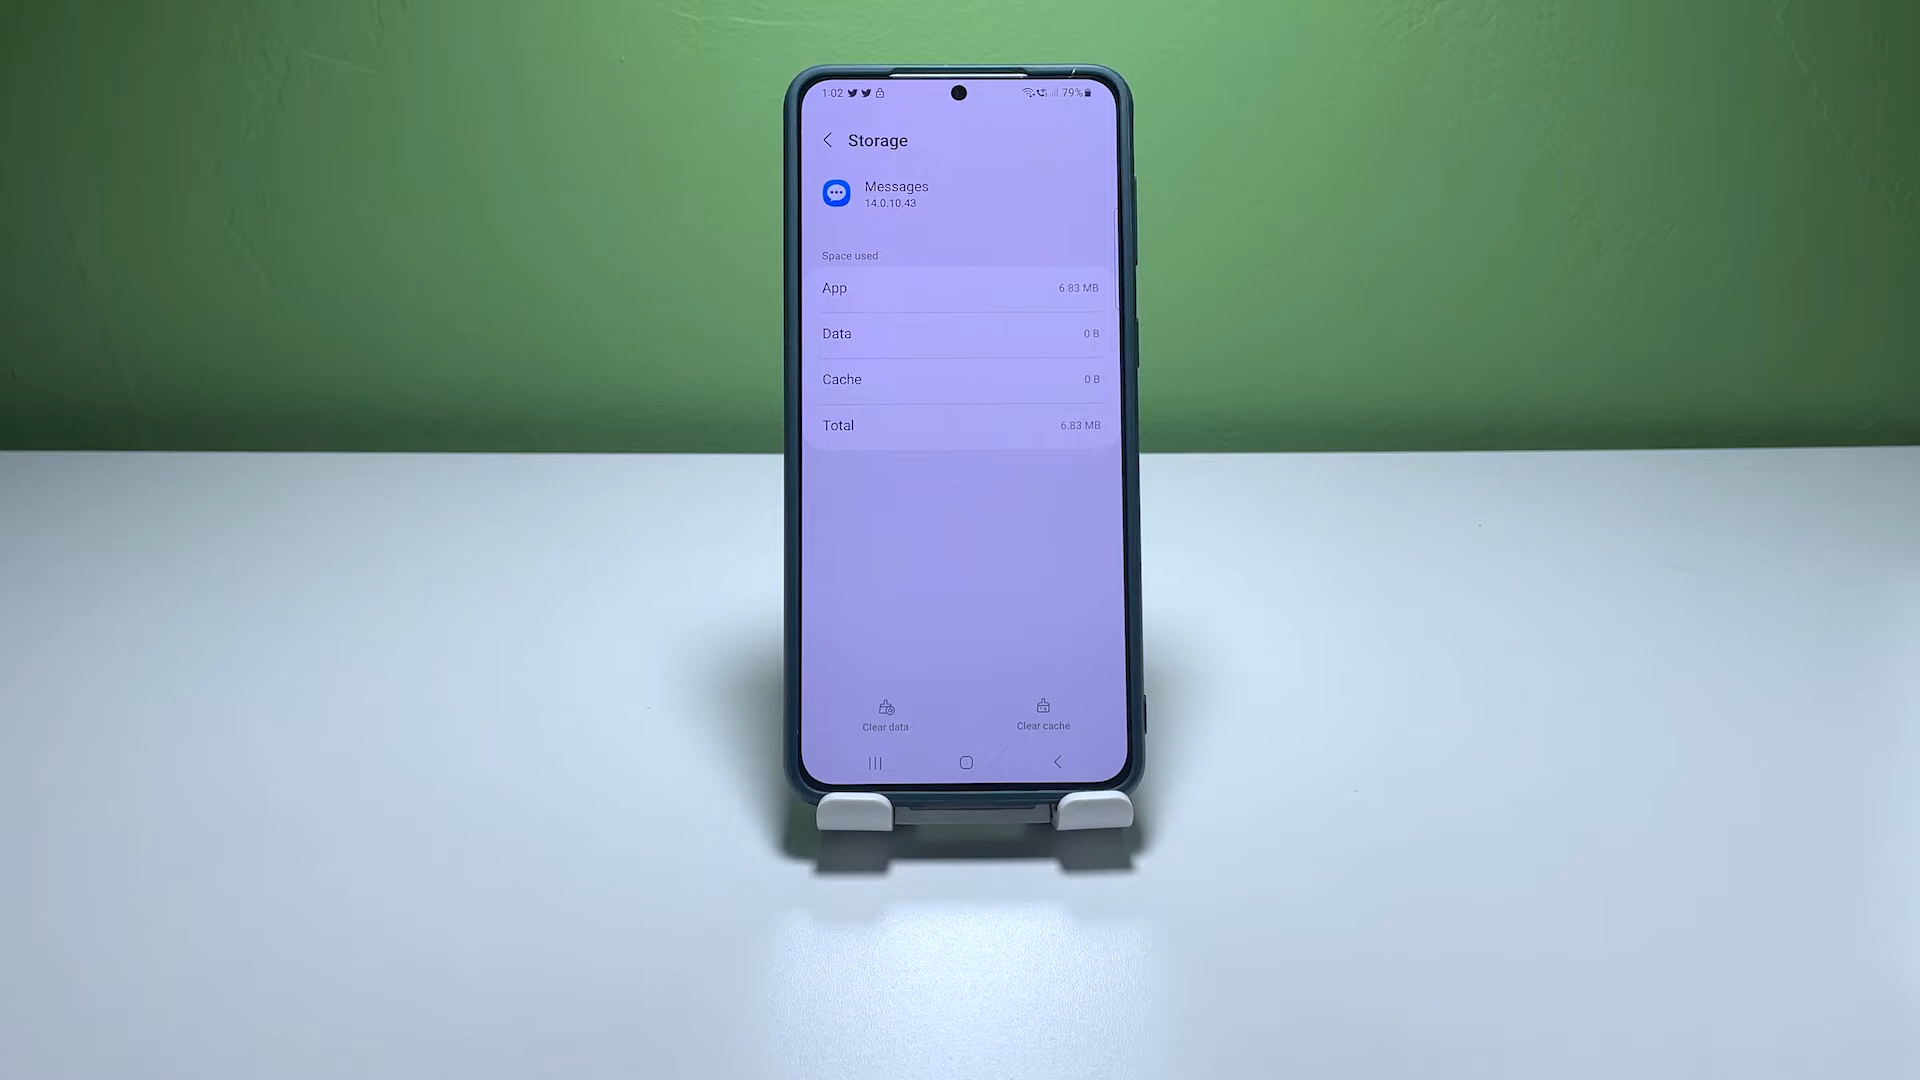 1:02 79%
Storage
Messages
14.0.10.43
Space used
App 6.83 MB
Data 0 B
Cache 0 B
Total 6.83 MB
Clear data Clear cache